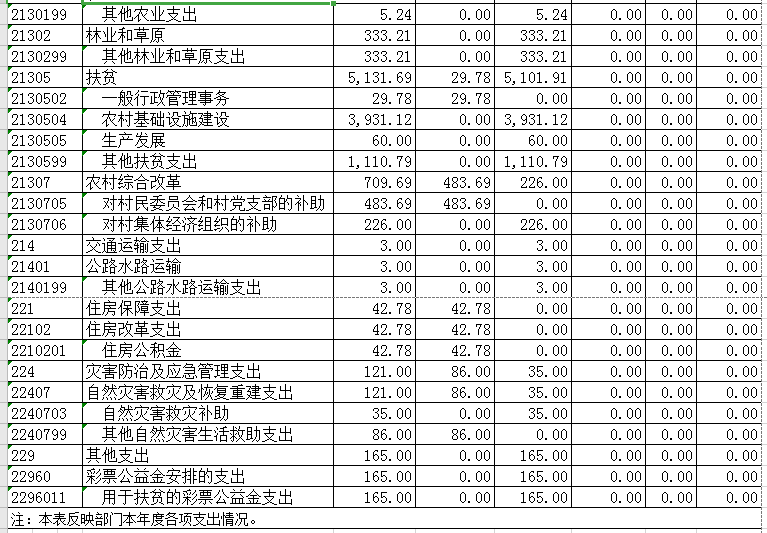 2130199 其他农业支出 5.24 0.00 5.24 0.00 0.00 0.00
21302 林业和草原 333.21 0.00 333.21 0.00 0.00 0.00
2130299 其他林业和草原支出 333.21 0.00 333.21 0.00 0.00 0.00
21305 扶贫 5,131.69 29.78 5,101.91 0.00 0.00 0.00
2130502 一般行政管理事务 29.78 29.78 0.00 0.00 0.00 0.00
2130504 农村基础设施建设 3,931.12 0.00 3,931.12 0.00 0.00 0.00
2130505 生产发展 60.00 0.00 60.00 0.00 0.00 0.00
2130599 其他扶贫支出 1,110.79 0.00 1,110.79 0.00 0.00 0.00
21307 农村综合改革 709.69 483.69 226.00 0.00 0.00 0.00
2130705 对村民委员会和村党支部的补助 483.69 483.69 0.00 0.00 0.00 0.00
2130706 对村集体经济组织的补助 226.00 0.00 226.00 0.00 0.00 0.00
214 交通运输支出 3.00 0.00 3.00 0.00 0.00 0.00
21401 公路水路运输 3.00 0.00 3.00 0.00 0.00 0.00
2140199 其他公路水路运输支出 3.00 0.00 3.00 0.00 0.00 0.00
221 住房保障支出 42.78 42.78 0.00 0.00 0.00 0.00
22102 住房改革支出 42.78 42.78 0.00 0.00 0.00 0.00
2210201 住房公积金 42.78 42.78 0.00 0.00 0.00 0.00
224 灾害防治及应急管理支出 121.00 86.00 35.00 0.00 0.00 0.00
22407 自然灾害救灾及恢复重建支出 121.00 86.00 35.00 0.00 0.00 0.00
2240703 自然灾害救灾补助 35.00 0.00 35.00 0.00 0.00 0.00
2240799 其他自然灾害生活救助支出 86.00 86.00 0.00 0.00 0.00 0.00
229 其他支出 165.00 0.00 165.00 0.00 0.00 0.00
22960 彩票公益金安排的支出 165.00 0.00 165.00 0.00 0.00 0.00
2296011 用于扶贫的彩票公益金支出 165.00 0.00 165.00 0.00 0.00 0.00
注：本表反映部门本年度各项支出情况。